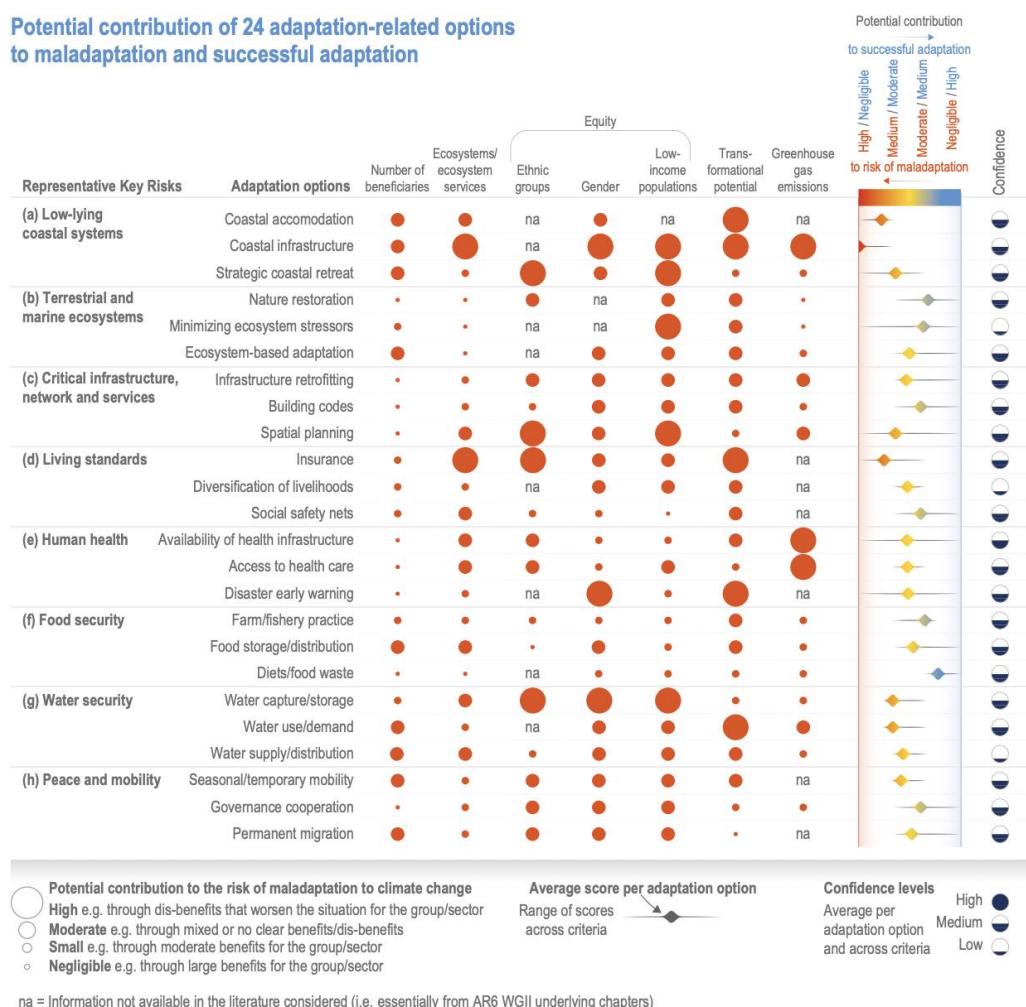 Potential contribution of 24 adaptation-related options
to maladaptation and successful adaptation
Potential contribution
to successful adaptation
High / Negligible
Medium / Moderate
Moderate / Medium
Negligible / High
to risk of maladaptation
Confidence
Equity
Representative Key Risks
Adaptation options
Number of
beneficiaries
Ecosystems/
ecosystem
services
Ethnic
groups
Gender
Low-
income
populations
Trans-
formational
potential
Greenhouse
gas
emissions
(a) Low-lying
coastal systems
Coastal accomodation na na na
Coastal infrastructure na
Strategic coastal retreat
(b) Terrestrial and
marine ecosystems
Nature restoration na
Minimizing ecosystem stressors na na
Ecosystem-based adaptation na
(c) Critical infrastructure,
network and services
Infrastructure retrofitting
Building codes
Spatial planning
(d) Living standards
Insurance na
Diversification of livelihoods na na
Social safety nets na
(e) Human health
Availability of health infrastructure
Access to health care
Disaster early warning na na
(f) Food security
Farm/fishery practice
Food storage/distribution
Diets/food waste na
(g) Water security
Water capture/storage
Water use/demand na
Water supply/distribution
(h) Peace and mobility
Seasonal/temporary mobility na
Governance cooperation
Permanent migration na
Potential contribution to the risk of maladaptation to climate change
High e.g. through dis-benefits that worsen the situation for the group/sector
Moderate e.g. through mixed or no clear benefits/dis-benefits
Small e.g. through moderate benefits for the group/sector
Negligible e.g. through large benefits for the group/sector
Average score per adaptation option
Range of scores
across criteria
Confidence levels
Average per
adaptation option
and across criteria
High
Medium
Low
na = Information not available in the literature considered (i.e. essentially from AR6 WGII underlying chapters)